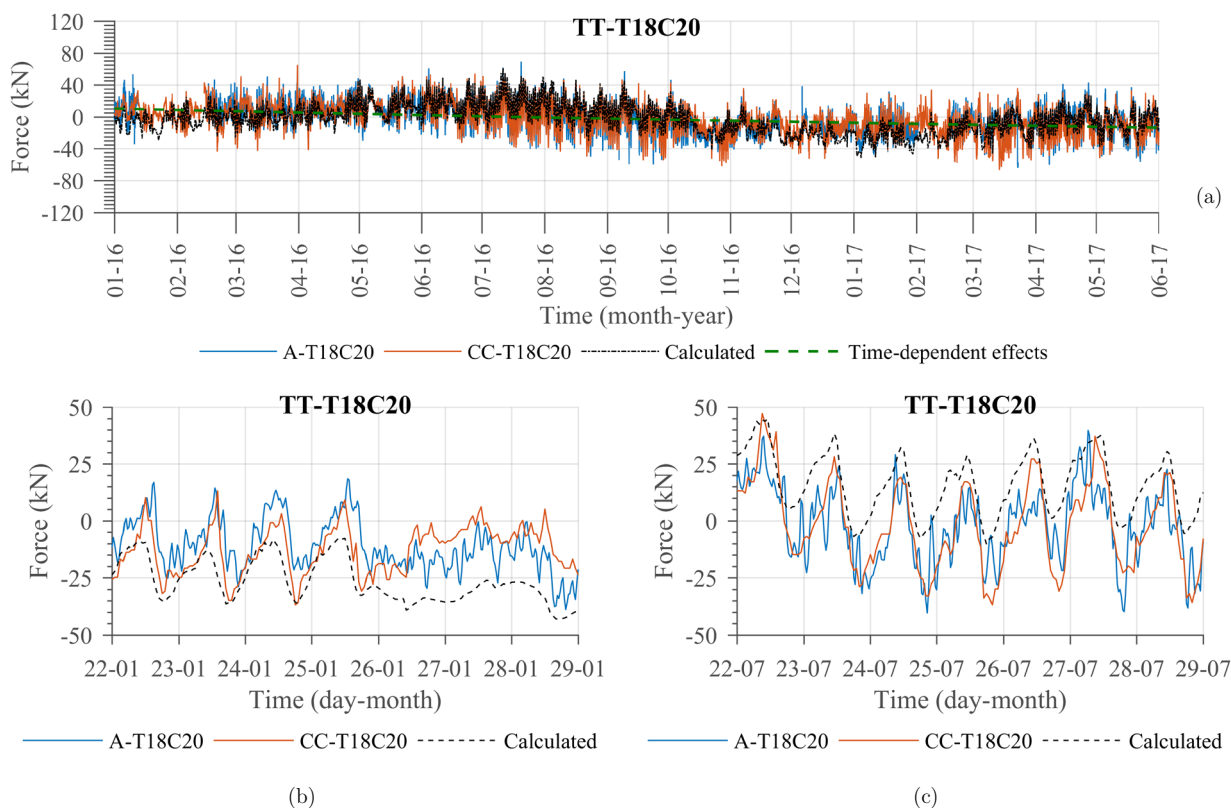 TT-T18C20
120
80
40
0
-40
-80
-120
Force (kN)
01-16 02-16 03-16 04-16 05-16 06-16 07-16 08-16 09-16 10-16 11-16 12-16 01-17 02-17 03-17 04-17 05-17 06-17
Time (month-year)
(a)
A-T18C20 CC-T18C20 Calculated Time-dependent effects
TT-T18C20
50
25
0
-25
-50
Force (kN)
22-01 23-01 24-01 25-01 26-01 27-01 28-01 29-01
Time (day-month)
A-T18C20 CC-T18C20 Calculated
(b)
TT-T18C20
50
25
0
-25
-50
Force (kN)
22-07 23-07 24-07 25-07 26-07 27-07 28-07 29-07
Time (day-month)
A-T18C20 CC-T18C20 Calculated
(c)